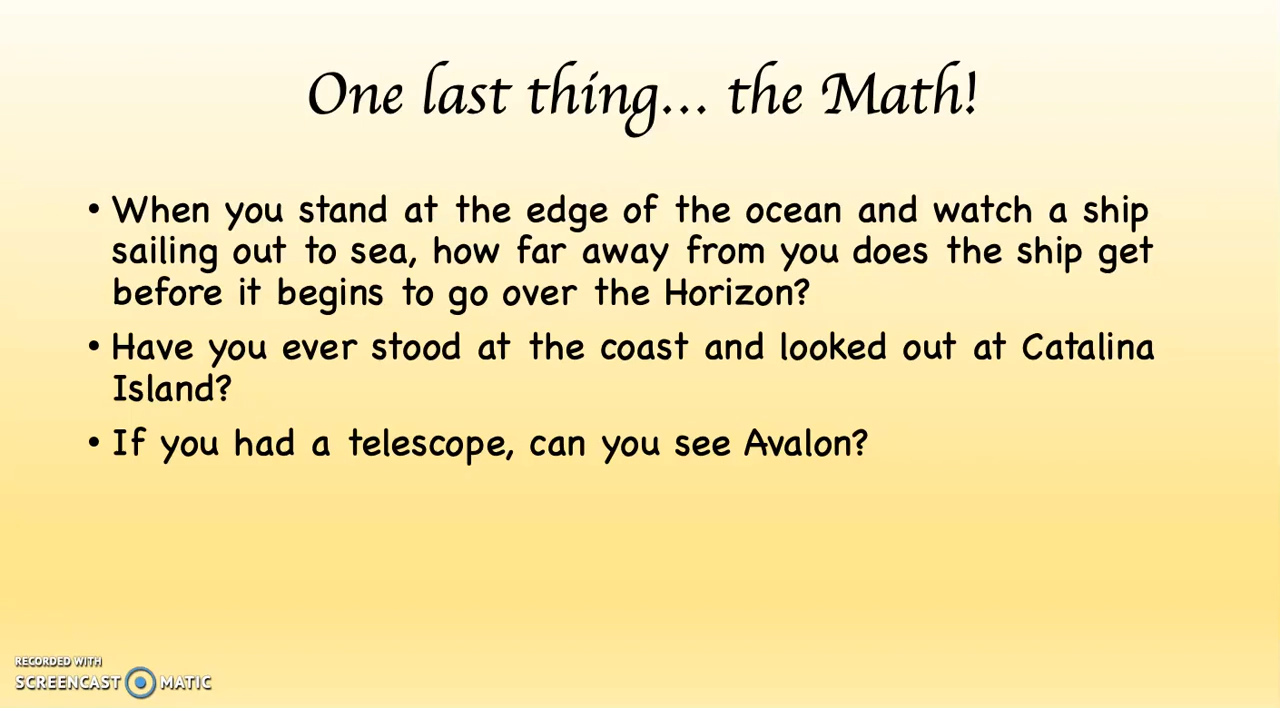 One last thing... the Math!
• When you stand at the edge of the ocean and watch a ship
sailing out to sea, how far away from you does the ship get
before it begins to go over the Horizon?
• Have you ever stood at the coast and looked out at Catalina
Island?
• If you had a telescope, can you see Avalon?
RECORDED WITH
SCREENCAST MATIC